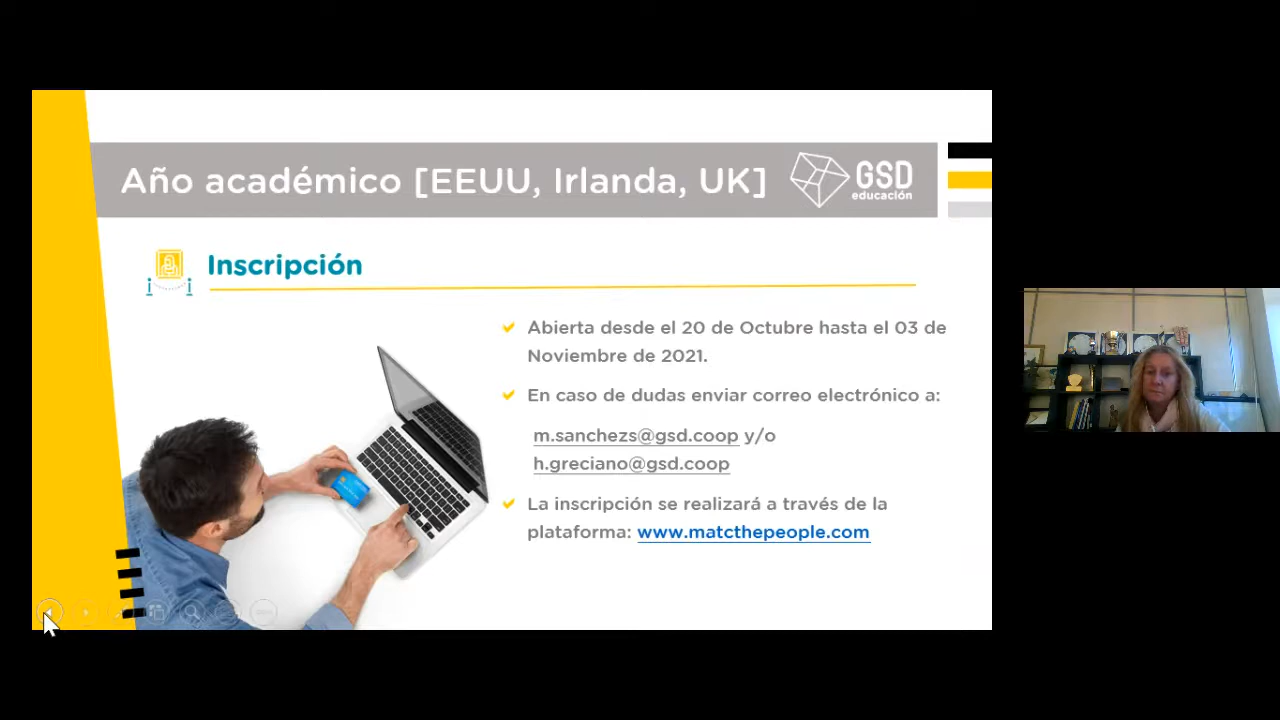 Año académico [EEUU, Irlanda, UK]
GSD
educación
Inscripción
Abierta desde el 20 de Octubre hasta el 03 de
Noviembre de 2021.
En caso de dudas enviar correo electrónico a:
m.sanchezs@gsd.coop y/o
h.greciano@gsd.coop
La inscripción se realizará a través de la
plataforma: www.matcthepeople.com